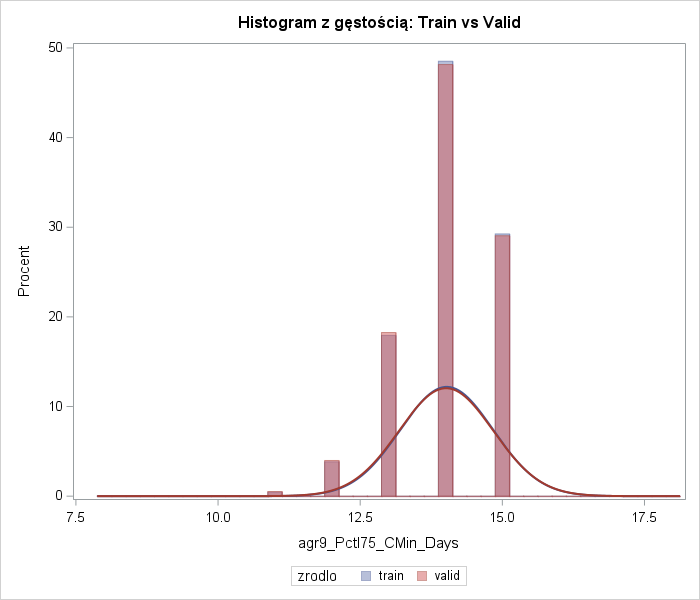 Histogram z gęstością: Train vs Valid
50
40
30
20
10
0
Procent
7.5 10.0 12.5 15.0 17.5
agr9_Pctl75_CMin_Days
zrodlo train valid